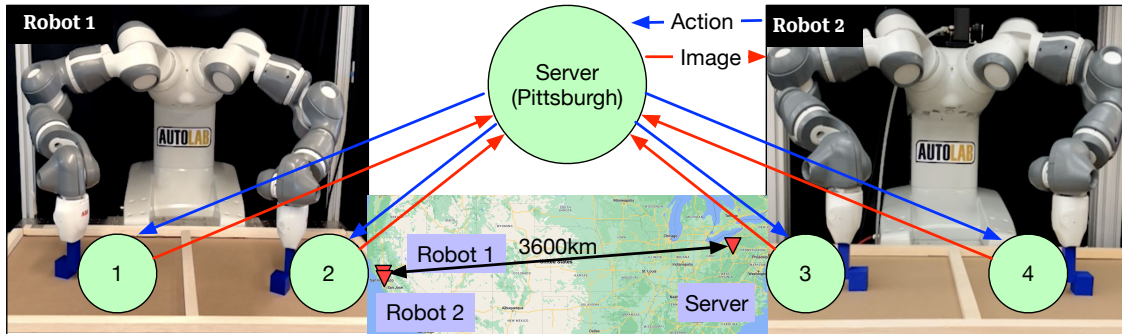 Robot 1
Action
Image
Robot 2
Server
(Pittsburgh)
AUTOLAB
AUTOLAB
1
2
3
4
Robot 1
3600km
Robot 2
Server